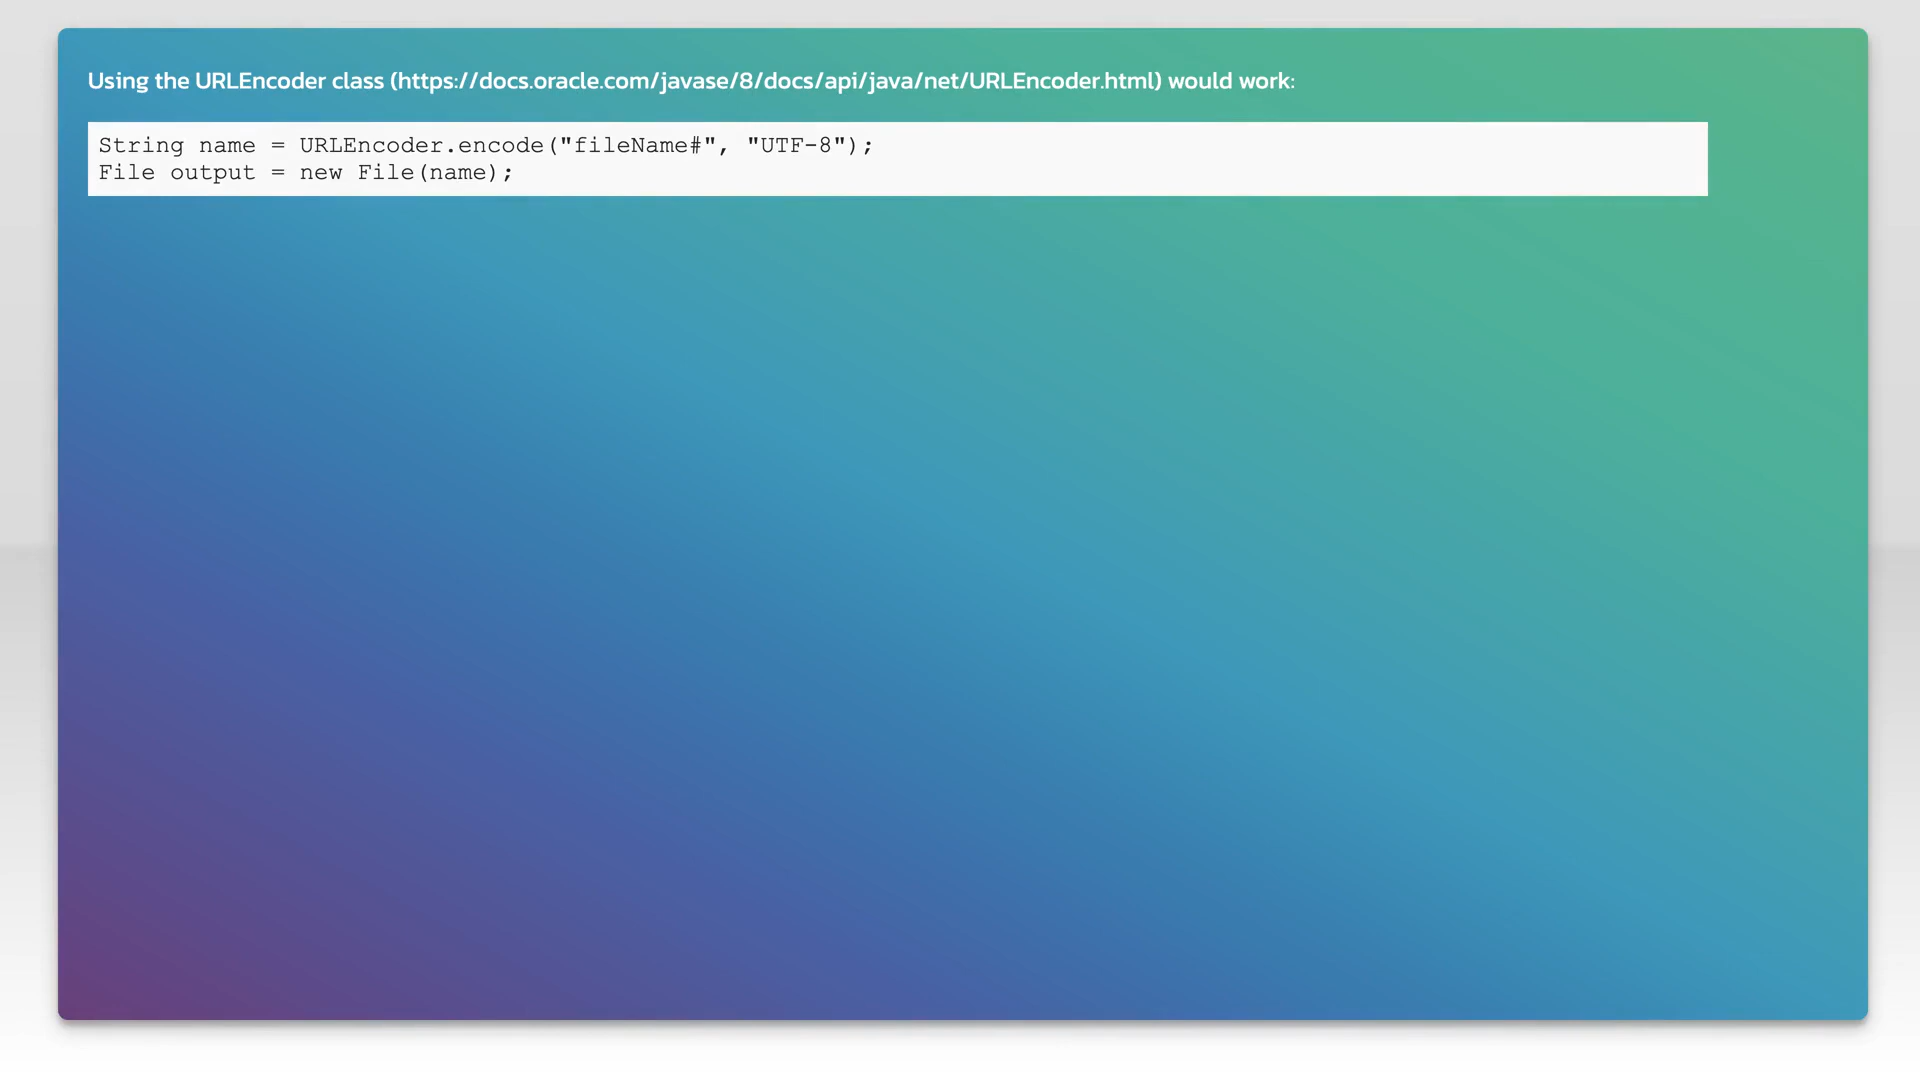 Using the URLEncoder class (https://docs.oracle.com/javase/8/docs/api/java/net/URLEncoder.html) would work:
String name = URLEncoder.encode("fileName#", "UTF-8");
File output = new File(name);